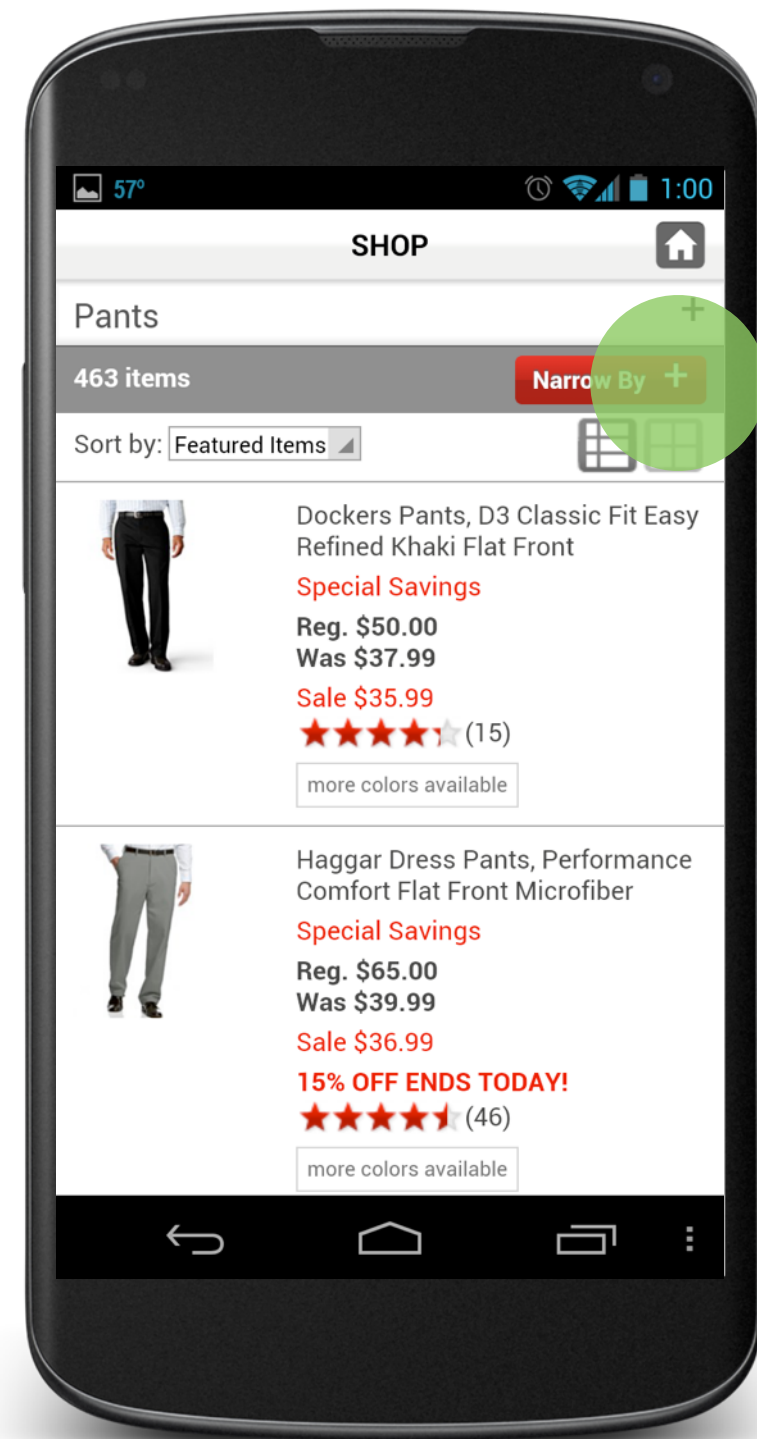 57º 1:00
SHOP
Pants +
463 items Narrow By +
Sort by: Featured Items
Dockers Pants, D3 Classic Fit Easy
Refined Khaki Flat Front
Special Savings
Reg. $50.00
Was $37.99
Sale $35.99
(15)
more colors available
Haggar Dress Pants, Performance
Comfort Flat Front Microfiber
Special Savings
Reg. $65.00
Was $39.99
Sale $36.99
15% OFF ENDS TODAY!
(46)
more colors available